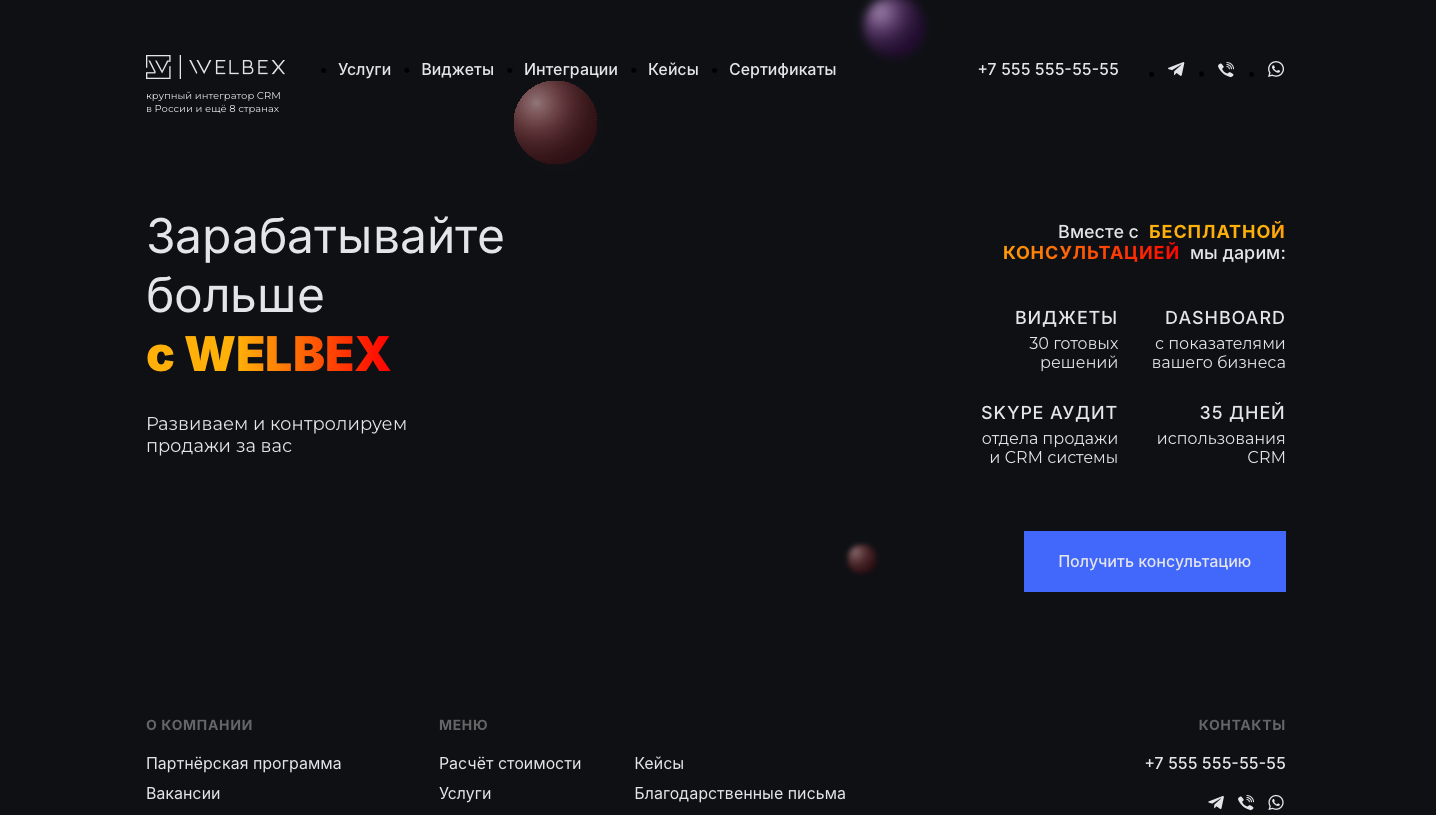 WELBEX
крупный интегратор CRM
в России и ещё 8 странах
Услуги
Виджеты
Интеграции
Кейсы
Сертификаты
+7 555 555-55-55
Зарабатывайте
больше
с WELBEX
Развиваем и контролируем
продажи за вас
Вместе с БЕСПЛАТНОЙ
КОНСУЛЬТАЦИЕЙ мы дарим:
ВИДЖЕТЫ
30 готовых
решений
DASHBOARD
с показателями
вашего бизнеса
SKYPE АУДИТ
отдела продажи
и CRM системы
35 ДНЕЙ
использования
CRM
Получить консультацию
О КОМПАНИИ
Партнёрская программа
Вакансии
МЕНЮ
Расчёт стоимости
Услуги
Кейсы
Благодарственные письма
КОНТАКТЫ
+7 555 555-55-55